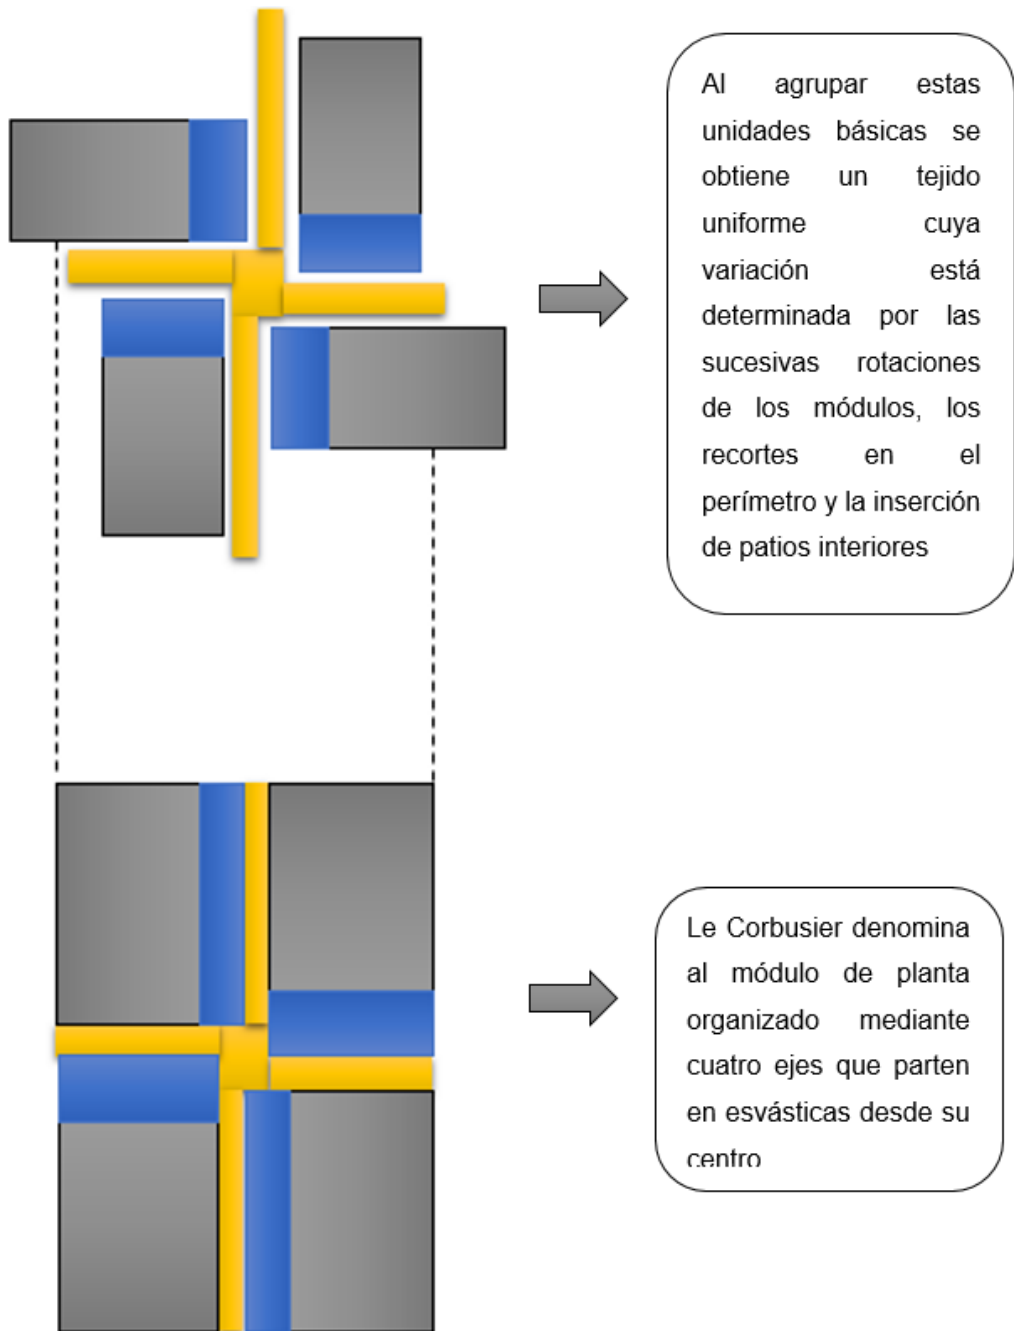 Al agrupar estas
unidades básicas se
obtiene un tejido
uniforme cuya
variación está
determinada por las
sucesivas rotaciones
de los módulos, los
recortes en el
perímetro y la inserción
de patios interiores
Le Corbusier denomina
al módulo de planta
organizado mediante
cuatro ejes que parten
en esvásticas desde su
centro